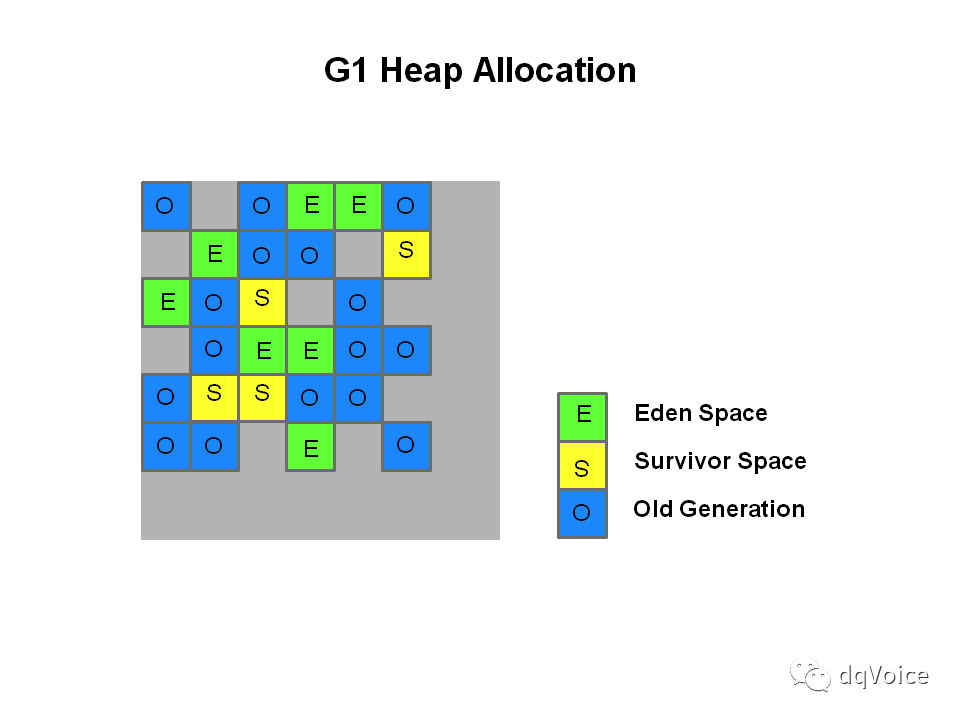 G1 Heap Allocation
O O E E O
E O O S
E O S O
O E E O O
O S S O O
O O E O
E Eden Space
S Survivor Space
O Old Generation
dqVoice